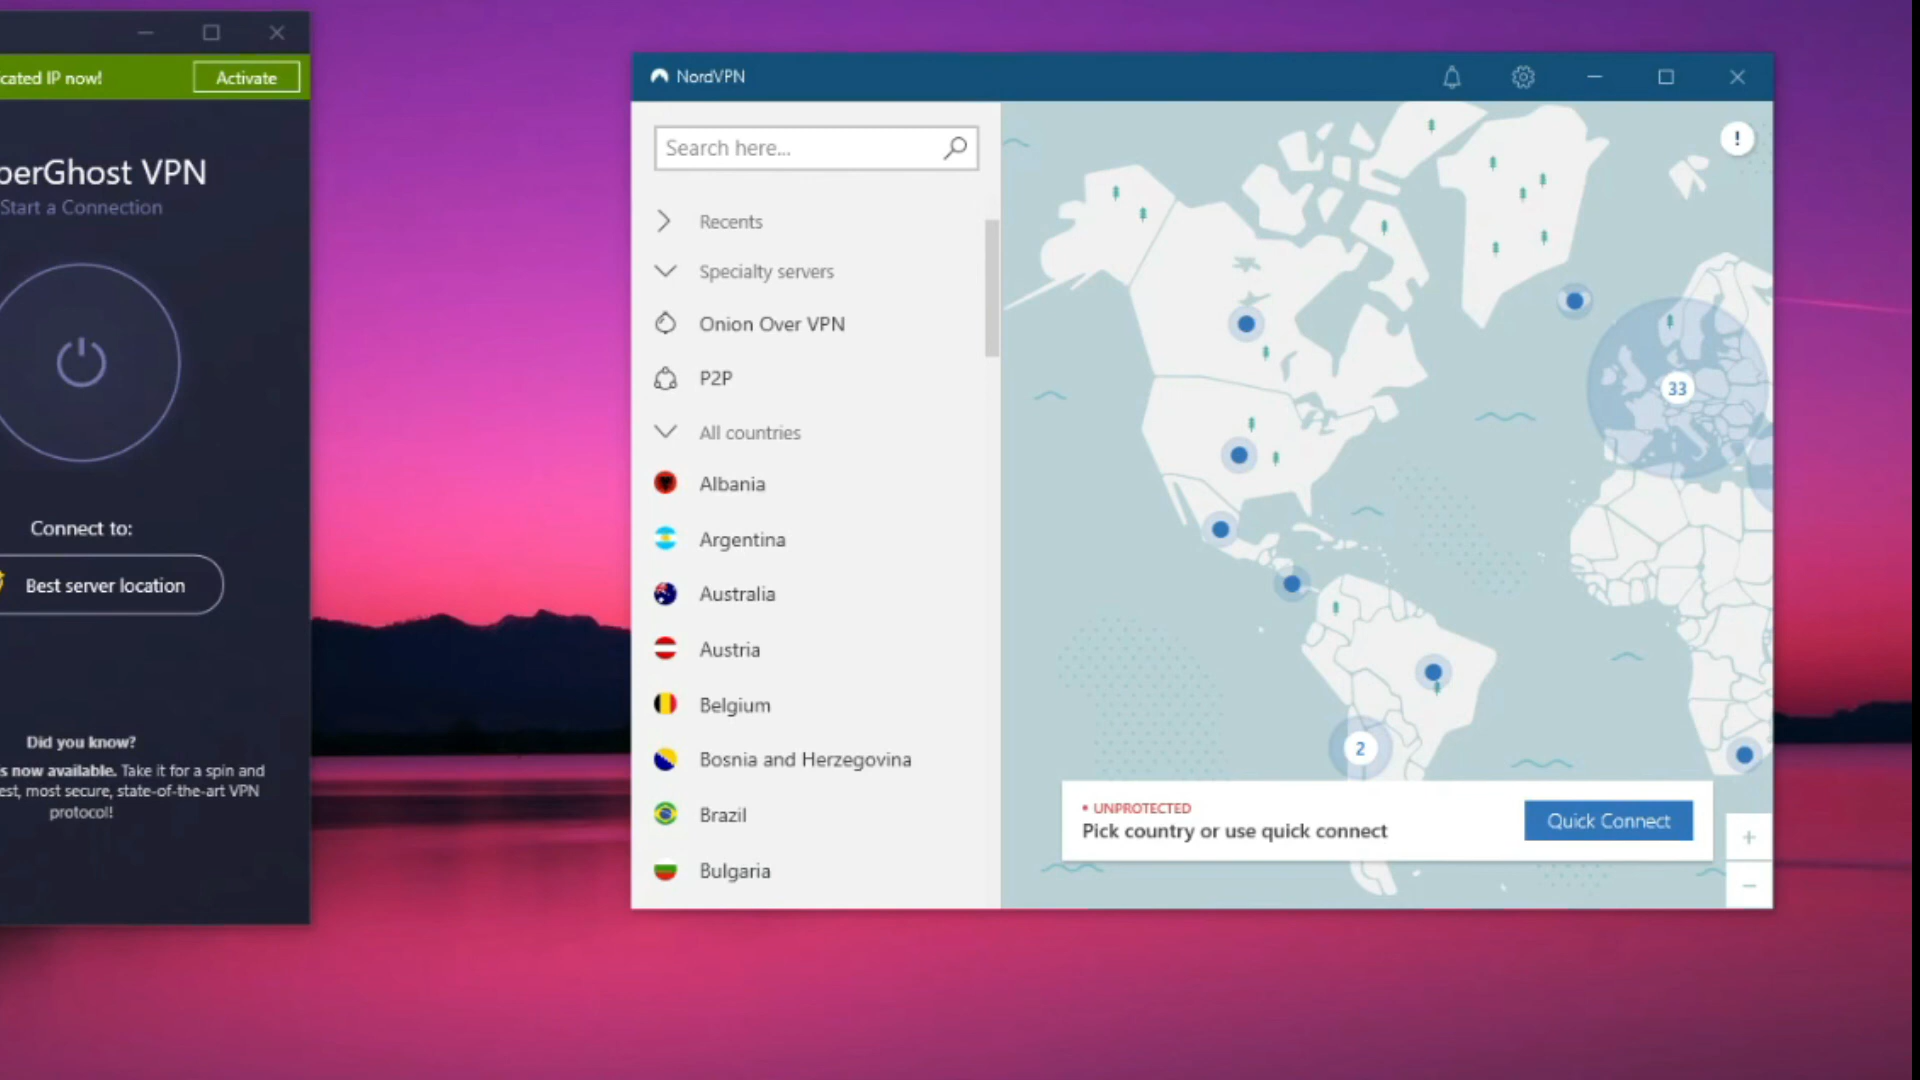 cated IP now!
Activate
berGhost VPN
Start a Connection
Connect to:
Best server location
Did you know?
s now available. Take it for a spin and
est, most secure, state-of-the-art VPN
protocol!
NordVPN
Search here...
Recents
Specialty servers
Onion Over VPN
P2P
All countries
Albania
Argentina
Australia
Austria
Belgium
Bosnia and Herzegovina
Brazil
Bulgaria
!
33
2
UNPROTECTED
Pick country or use quick connect
Quick Connect
+
−